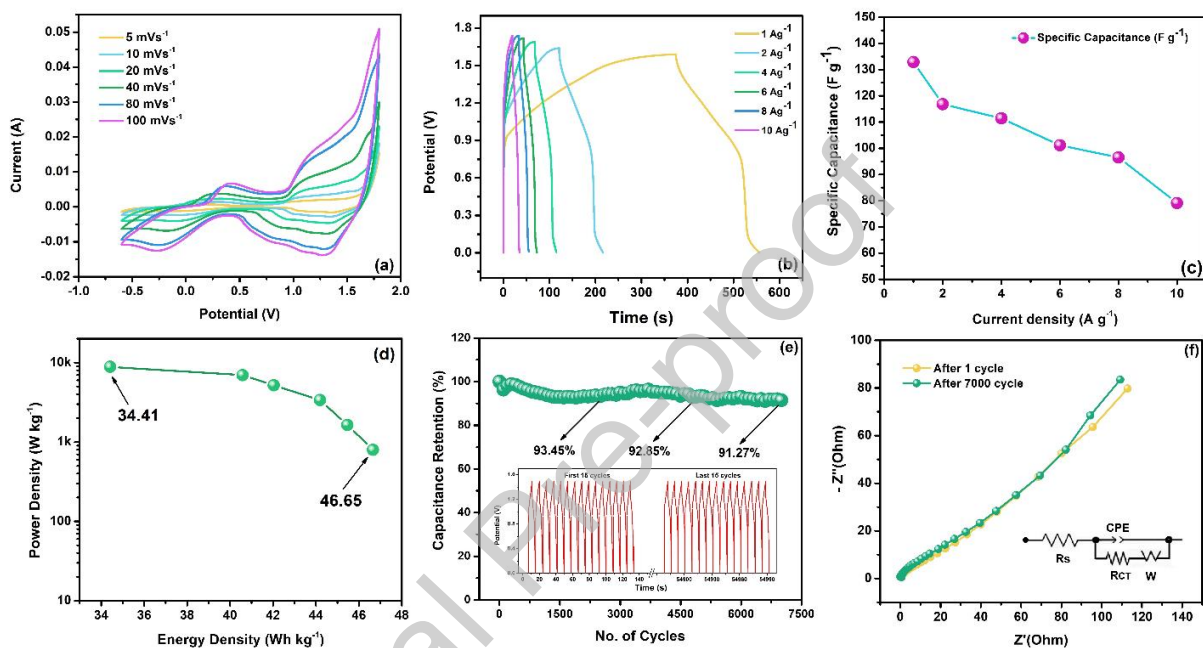 0.05
0.04
0.03
0.02
0.01
0.00
-0.01
-0.02
Current (A)
5 mVs-1
10 mVs-1
20 mVs-1
40 mVs-1
80 mVs-1
100 mVs-1
(a)
-1.0 -0.5 0.0 0.5 1.0 1.5 2.0
Potential (V)
1.8
1.5
1.2
0.9
0.6
0.3
0.0
Potential (V)
1 Ag-1
2 Ag-1
4 Ag-1
6 Ag-1
8 Ag-1
10 Ag-1
(b)
0 100 200 300 400 500 600
Time (s)
150
140
130
120
110
100
90
80
70
60
50
Specific Capacitance (F g-1)
Specific Capacitance (F g-1)
(c)
2 4 6 8 10
Current density (A g-1)
10k
1k
100
10
Power Density (W kg-1)
34.41
46.65
(d)
34 36 38 40 42 44 46 48
Energy Density (Wh kg-1)
120
100
80
60
40
20
0
Capacitance Retention (%)
(e)
93.45%
92.85%
91.27%
First 15 cycles
Last 15 cycles
Potential (V)
0 20 40 60 80 100 120 140
Time (s)
0 1500 3000 4500 6000 7500
No. of Cycles
100
80
60
40
20
0
- Z''(Ohm)
After 1 cycle
After 7000 cycle
(f)
CPE
Rs
RCT
W
0 20 40 60 80 100 120 140
Z'(Ohm)
al Pre-proof